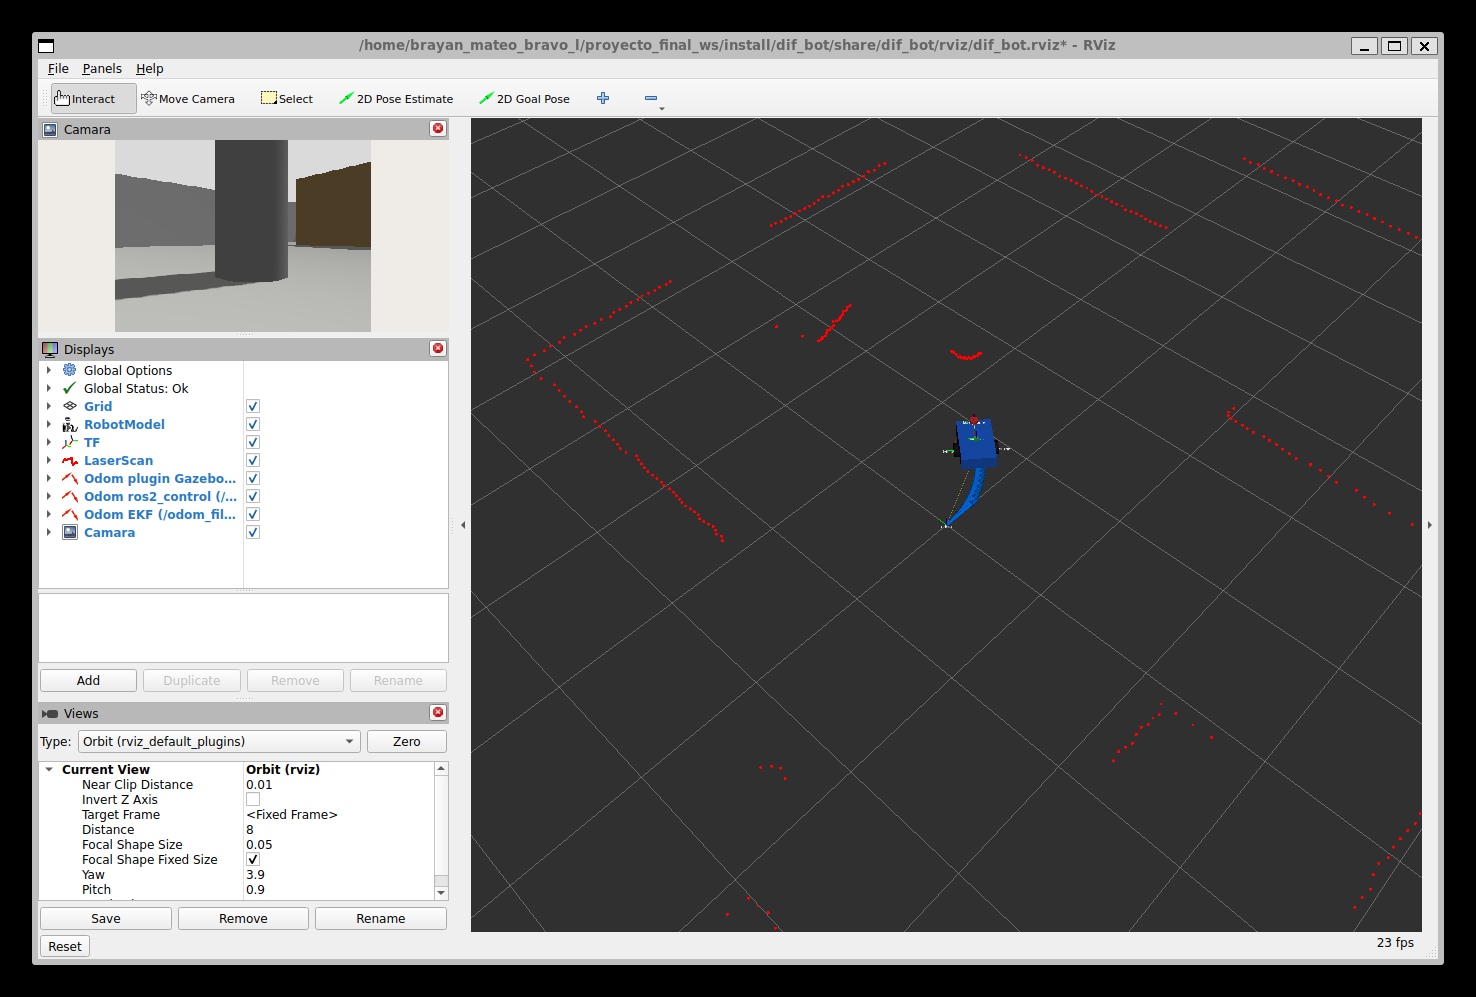 /home/brayan_mateo_bravo_l/proyecto_final_ws/install/dif_bot/share/dif_bot/rviz/dif_bot.rviz* - RViz
File Panels Help
Interact Move Camera Select 2D Pose Estimate 2D Goal Pose
Camara
Displays
Global Options
Global Status: Ok
Grid
RobotModel
TF
LaserScan
Odom plugin Gazebo...
Odom ros2_control (/...
Odom EKF (/odom_fil...
Camara
Add Duplicate Remove Rename
Views
Type: Orbit (rviz_default_plugins) Zero
Current View Orbit (rviz)
Near Clip Distance 0.01
Invert Z Axis
Target Frame <Fixed Frame>
Distance 8
Focal Shape Size 0.05
Focal Shape Fixed Size
Yaw 3.9
Pitch 0.9
Save Remove Rename
Reset
23 fps